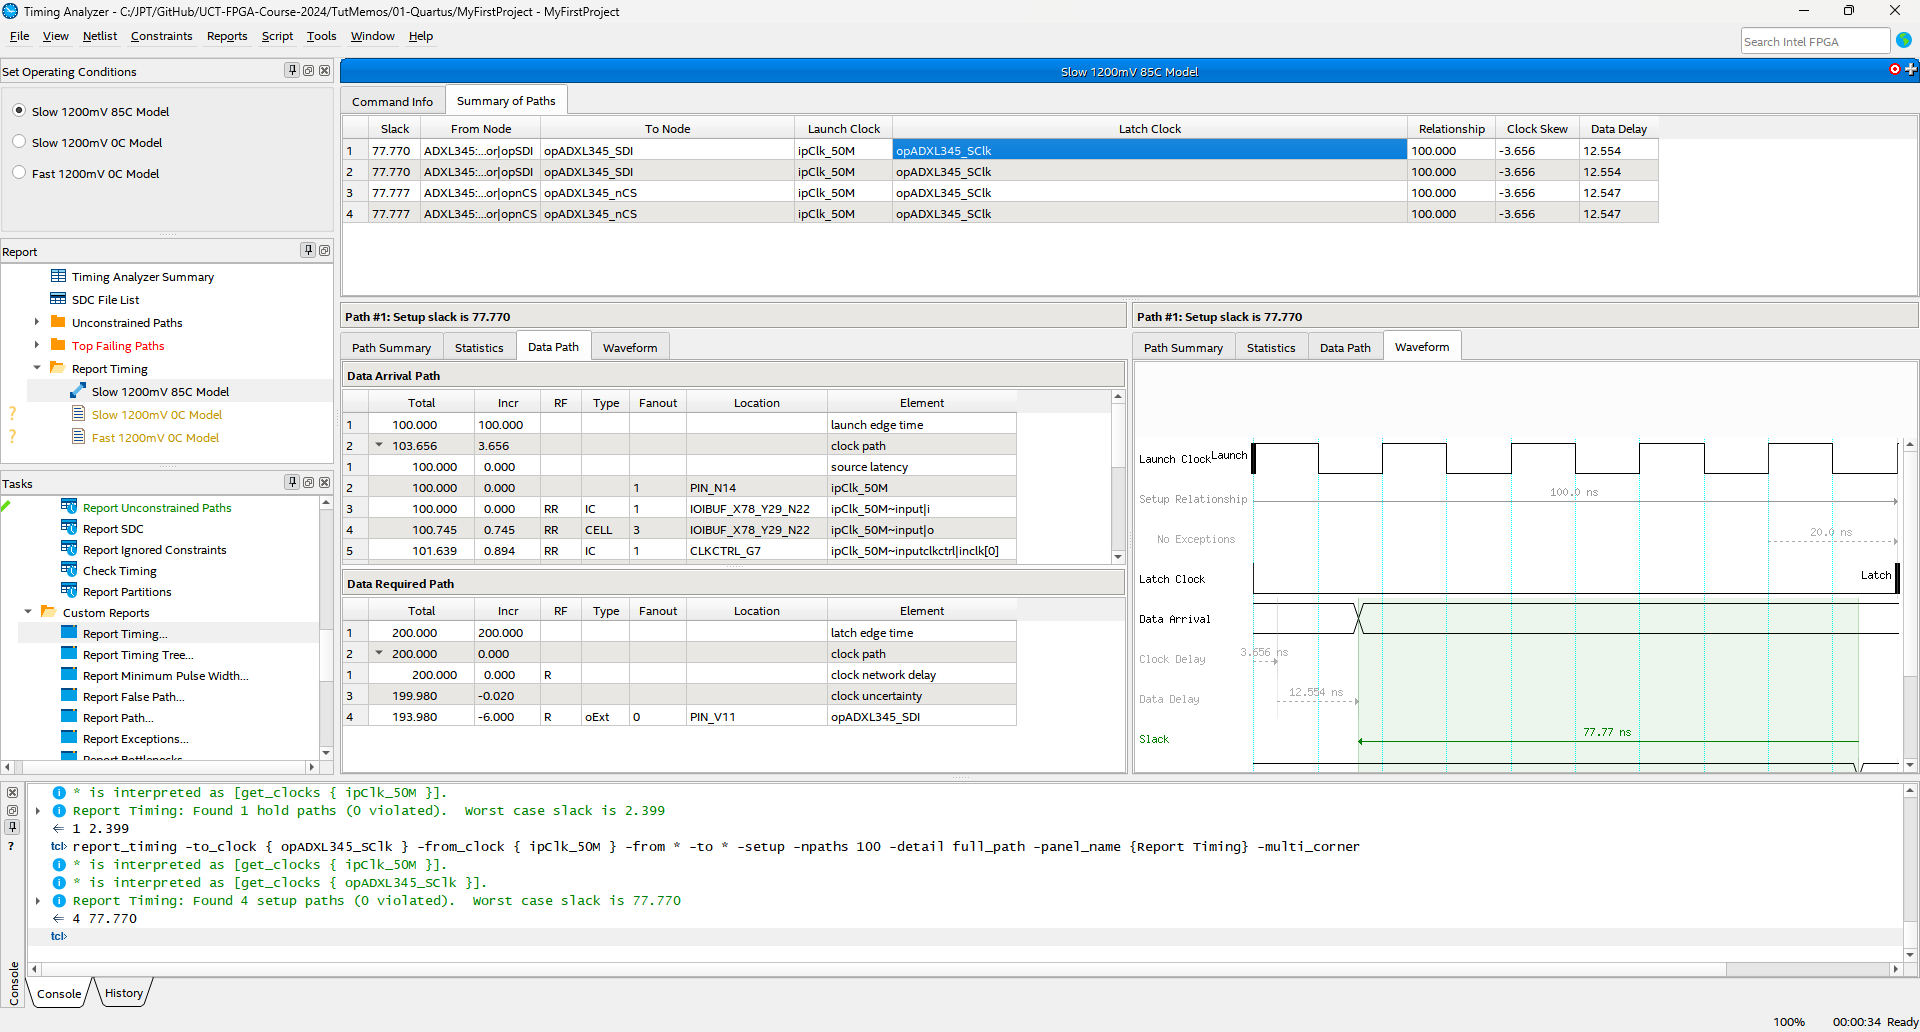 Timing Analyzer - C:/JPT/GitHub/UCT-FPGA-Course-2024/TutMemos/01-Quartus/MyFirstProject - MyFirstProject
File View Netlist Constraints Reports Script Tools Window Help
Search Intel FPGA
Set Operating Conditions
Slow 1200mV 85C Model
Slow 1200mV 0C Model
Fast 1200mV 0C Model
Report
Timing Analyzer Summary
SDC File List
Unconstrained Paths
Top Failing Paths
Report Timing
Slow 1200mV 85C Model
? Slow 1200mV 0C Model
? Fast 1200mV 0C Model
Tasks
Report Unconstrained Paths
Report SDC
Report Ignored Constraints
Check Timing
Report Partitions
Custom Reports
Report Timing...
Report Timing Tree...
Report Minimum Pulse Width...
Report False Path...
Report Path...
Report Exceptions...
Report Bottlenecks
Slow 1200mV 85C Model
Command Info Summary of Paths
Slack From Node To Node Launch Clock Latch Clock Relationship Clock Skew Data Delay
1 77.770 ADXL345:...or|opSDI opADXL345_SDI ipClk_50M opADXL345_SClk 100.000 -3.656 12.554
2 77.770 ADXL345:...or|opSDI opADXL345_SDI ipClk_50M opADXL345_SClk 100.000 -3.656 12.554
3 77.777 ADXL345:...or|opnCS opADXL345_nCS ipClk_50M opADXL345_SClk 100.000 -3.656 12.547
4 77.777 ADXL345:...or|opnCS opADXL345_nCS ipClk_50M opADXL345_SClk 100.000 -3.656 12.547
Path #1: Setup slack is 77.770
Path Summary Statistics Data Path Waveform
Data Arrival Path
Total Incr RF Type Fanout Location Element
1 100.000 100.000 launch edge time
2 103.656 3.656 clock path
1 100.000 0.000 source latency
2 100.000 0.000 1 PIN_N14 ipClk_50M
3 100.000 0.000 RR IC 1 IOIBUF_X78_Y29_N22 ipClk_50M~input|i
4 100.745 0.745 RR CELL 3 IOIBUF_X78_Y29_N22 ipClk_50M~input|o
5 101.639 0.894 RR IC 1 CLKCTRL_G7 ipClk_50M~inputclkctrl|inclk[0]
Data Required Path
Total Incr RF Type Fanout Location Element
1 200.000 200.000 latch edge time
2 200.000 0.000 clock path
1 200.000 0.000 R clock network delay
3 199.980 -0.020 clock uncertainty
4 193.980 -6.000 R oExt 0 PIN_V11 opADXL345_SDI
Path #1: Setup slack is 77.770
Path Summary Statistics Data Path Waveform
Launch Clock Launch
Setup Relationship 100.0 ns
No Exceptions 20.0 ns
Latch Clock Latch
Data Arrival
Clock Delay 3.656 ns
Data Delay 12.554 ns
Slack 77.77 ns
* is interpreted as [get_clocks { ipClk_50M }].
Report Timing: Found 1 hold paths (0 violated). Worst case slack is 2.399
1 2.399
tcl> report_timing -to_clock { opADXL345_SClk } -from_clock { ipClk_50M } -from * -to * -setup -npaths 100 -detail full_path -panel_name {Report Timing} -multi_corner
* is interpreted as [get_clocks { ipClk_50M }].
* is interpreted as [get_clocks { opADXL345_SClk }].
Report Timing: Found 4 setup paths (0 violated). Worst case slack is 77.770
4 77.770
tcl>
Console
Console History
100% 00:00:34 Ready